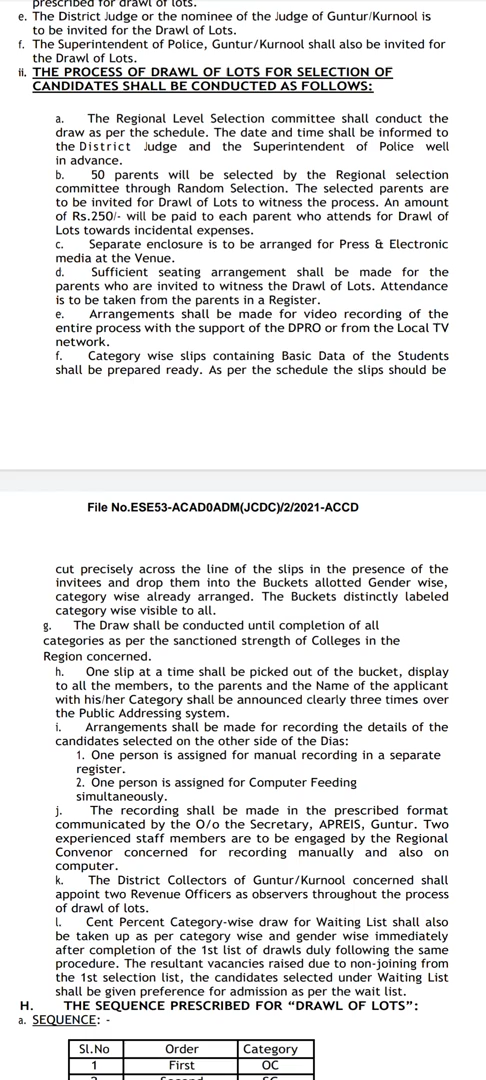 prescribed for drawl of lots.
e. The District Judge or the nominee of the Judge of Guntur/Kurnool is
to be invited for the Drawl of Lots.
f. The Superintendent of Police, Guntur/Kurnool shall also be invited for
the Drawl of Lots.
ii. THE PROCESS OF DRAWL OF LOTS FOR SELECTION OF
CANDIDATES SHALL BE CONDUCTED AS FOLLOWS:
a. The Regional Level Selection committee shall conduct the
draw as per the schedule. The date and time shall be informed to
the District Judge and the Superintendent of Police well
in advance.
b. 50 parents will be selected by the Regional selection
committee through Random Selection. The selected parents are
to be invited for Drawl of Lots to witness the process. An amount
of Rs.250/- will be paid to each parent who attends for Drawl of
Lots towards incidental expenses.
c. Separate enclosure is to be arranged for Press & Electronic
media at the Venue.
d. Sufficient seating arrangement shall be made for the
parents who are invited to witness the Drawl of Lots. Attendance
is to be taken from the parents in a Register.
e. Arrangements shall be made for video recording of the
entire process with the support of the DPRO or from the Local TV
network.
f. Category wise slips containing Basic Data of the Students
shall be prepared ready. As per the schedule the slips should be
File No.ESE53-ACAD0ADM(JCDC)/2/2021-ACCD
cut precisely across the line of the slips in the presence of the
invitees and drop them into the Buckets allotted Gender wise,
category wise already arranged. The Buckets distinctly labeled
category wise visible to all.
g. The Draw shall be conducted until completion of all
categories as per the sanctioned strength of Colleges in the
Region concerned.
h. One slip at a time shall be picked out of the bucket, display
to all the members, to the parents and the Name of the applicant
with his/her Category shall be announced clearly three times over
the Public Addressing system.
i. Arrangements shall be made for recording the details of the
candidates selected on the other side of the Dias:
1. One person is assigned for manual recording in a separate
register.
2. One person is assigned for Computer Feeding
simultaneously.
j. The recording shall be made in the prescribed format
communicated by the O/o the Secretary, APREIS, Guntur. Two
experienced staff members are to be engaged by the Regional
Convenor concerned for recording manually and also on
computer.
k. The District Collectors of Guntur/Kurnool concerned shall
appoint two Revenue Officers as observers throughout the process
of drawl of lots.
l. Cent Percent Category-wise draw for Waiting List shall also
be taken up as per category wise and gender wise immediately
after completion of the 1st list of drawls duly following the same
procedure. The resultant vacancies raised due to non-joining from
the 1st selection list, the candidates selected under Waiting List
shall be given preference for admission as per the wait list.
H. THE SEQUENCE PRESCRIBED FOR “DRAWL OF LOTS”:
a. SEQUENCE: -
Sl.No Order Category
1 First OC
2 Second SC